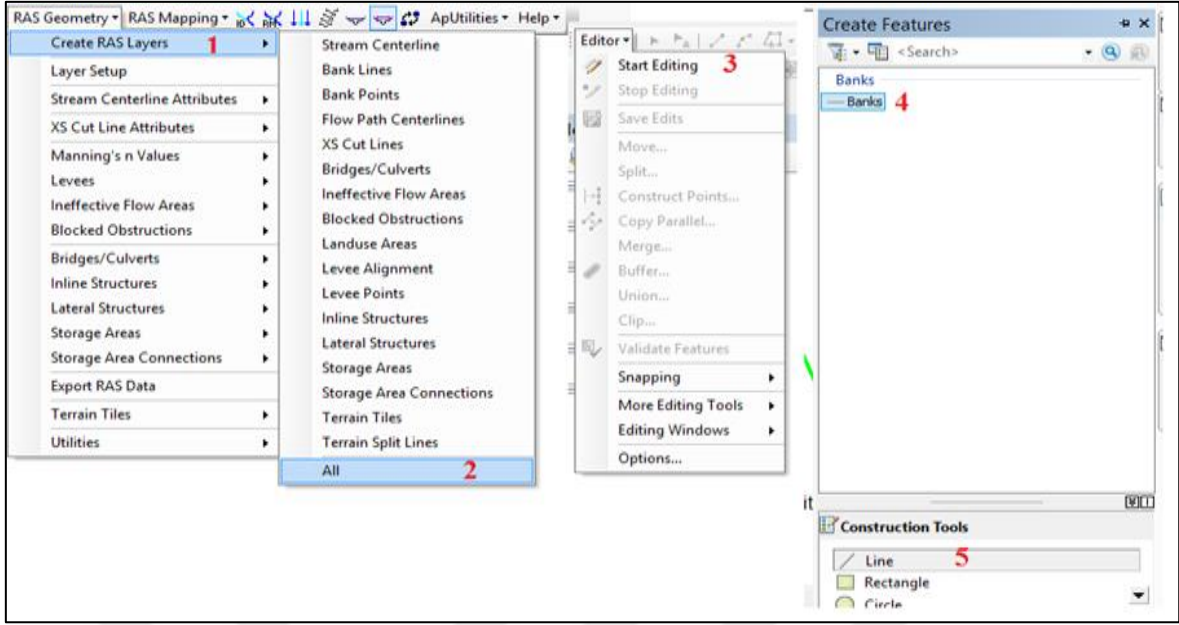 RAS Geometry RAS Mapping ApUtilities Help
Create RAS Layers 1
Layer Setup
Stream Centerline Attributes
XS Cut Line Attributes
Manning's n Values
Levees
Ineffective Flow Areas
Blocked Obstructions
Bridges/Culverts
Inline Structures
Lateral Structures
Storage Areas
Storage Area Connections
Export RAS Data
Terrain Tiles
Utilities
Stream Centerline
Bank Lines
Bank Points
Flow Path Centerlines
XS Cut Lines
Bridges/Culverts
Ineffective Flow Areas
Blocked Obstructions
Landuse Areas
Levee Alignment
Levee Points
Inline Structures
Lateral Structures
Storage Areas
Storage Area Connections
Terrain Tiles
Terrain Split Lines
All 2
Editor
Start Editing 3
Stop Editing
Save Edits
Move...
Split...
Construct Points...
Copy Parallel...
Merge...
Buffer...
Union...
Clip...
Validate Features
Snapping
More Editing Tools
Editing Windows
Options...
Create Features
<Search>
Banks
Banks 4
Construction Tools
Line 5
Rectangle
Circle